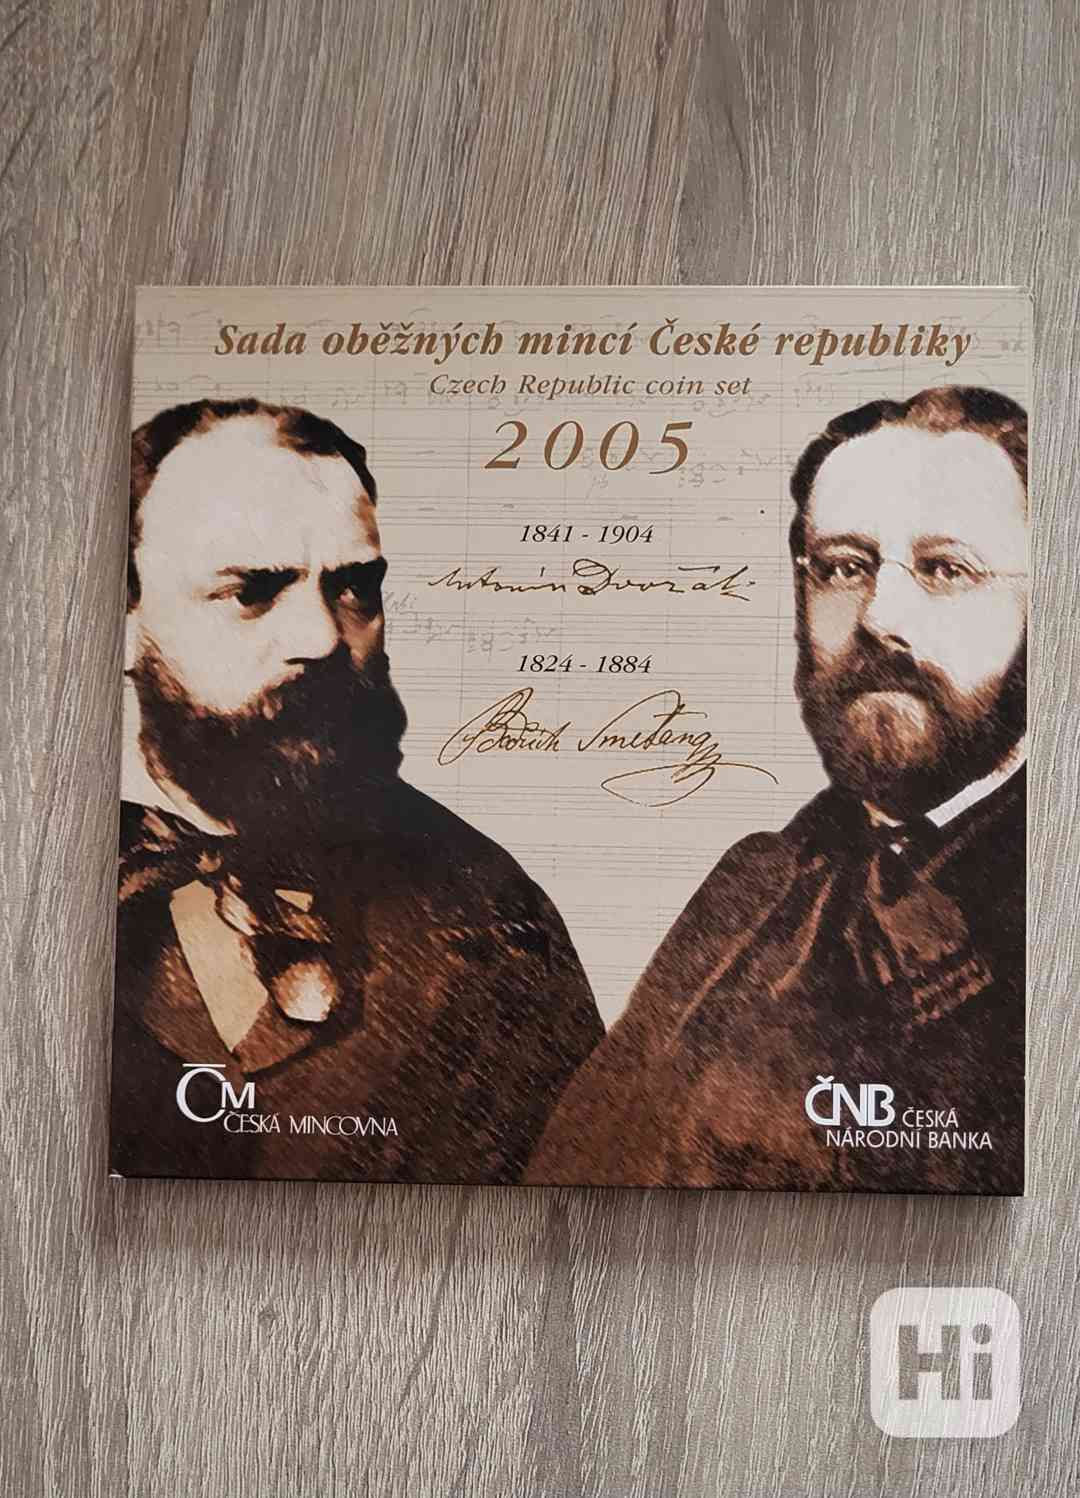 Sada oběžných mincí České republiky
Czech Republic coin set
2005
1841 - 1904
Antonín Dvořák
1824 - 1884
Bedřich Smetana
ČM
ČESKÁ MINCOVNA
ČNB ČESKÁ
NÁRODNÍ BANKA
Hi